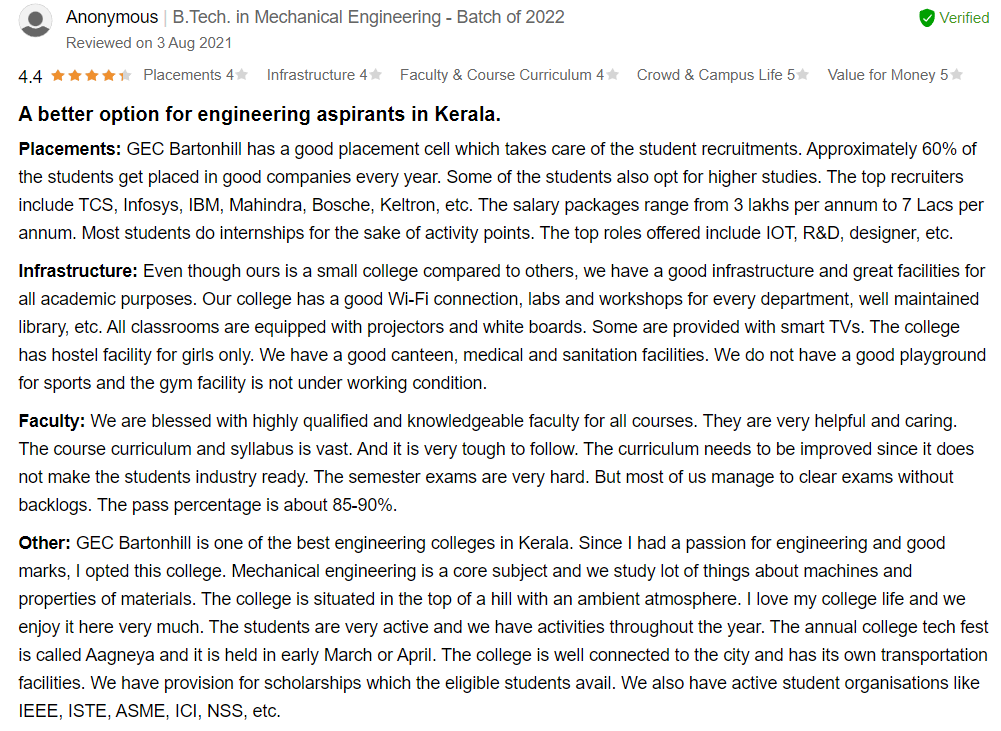 Anonymous | B.Tech. in Mechanical Engineering - Batch of 2022 Verified
Reviewed on 3 Aug 2021
4.4 Placements 4 Infrastructure 4 Faculty & Course Curriculum 4 Crowd & Campus Life 5 Value for Money 5
A better option for engineering aspirants in Kerala.
Placements: GEC Bartonhill has a good placement cell which takes care of the student recruitments. Approximately 60% of
the students get placed in good companies every year. Some of the students also opt for higher studies. The top recruiters
include TCS, Infosys, IBM, Mahindra, Bosche, Keltron, etc. The salary packages range from 3 lakhs per annum to 7 Lacs per
annum. Most students do internships for the sake of activity points. The top roles offered include IOT, R&D, designer, etc.
Infrastructure: Even though ours is a small college compared to others, we have a good infrastructure and great facilities for
all academic purposes. Our college has a good Wi-Fi connection, labs and workshops for every department, well maintained
library, etc. All classrooms are equipped with projectors and white boards. Some are provided with smart TVs. The college
has hostel facility for girls only. We have a good canteen, medical and sanitation facilities. We do not have a good playground
for sports and the gym facility is not under working condition.
Faculty: We are blessed with highly qualified and knowledgeable faculty for all courses. They are very helpful and caring.
The course curriculum and syllabus is vast. And it is very tough to follow. The curriculum needs to be improved since it does
not make the students industry ready. The semester exams are very hard. But most of us manage to clear exams without
backlogs. The pass percentage is about 85-90%.
Other: GEC Bartonhill is one of the best engineering colleges in Kerala. Since I had a passion for engineering and good
marks, I opted this college. Mechanical engineering is a core subject and we study lot of things about machines and
properties of materials. The college is situated in the top of a hill with an ambient atmosphere. I love my college life and we
enjoy it here very much. The students are very active and we have activities throughout the year. The annual college tech fest
is called Aagneya and it is held in early March or April. The college is well connected to the city and has its own transportation
facilities. We have provision for scholarships which the eligible students avail. We also have active student organisations like
IEEE, ISTE, ASME, ICI, NSS, etc.